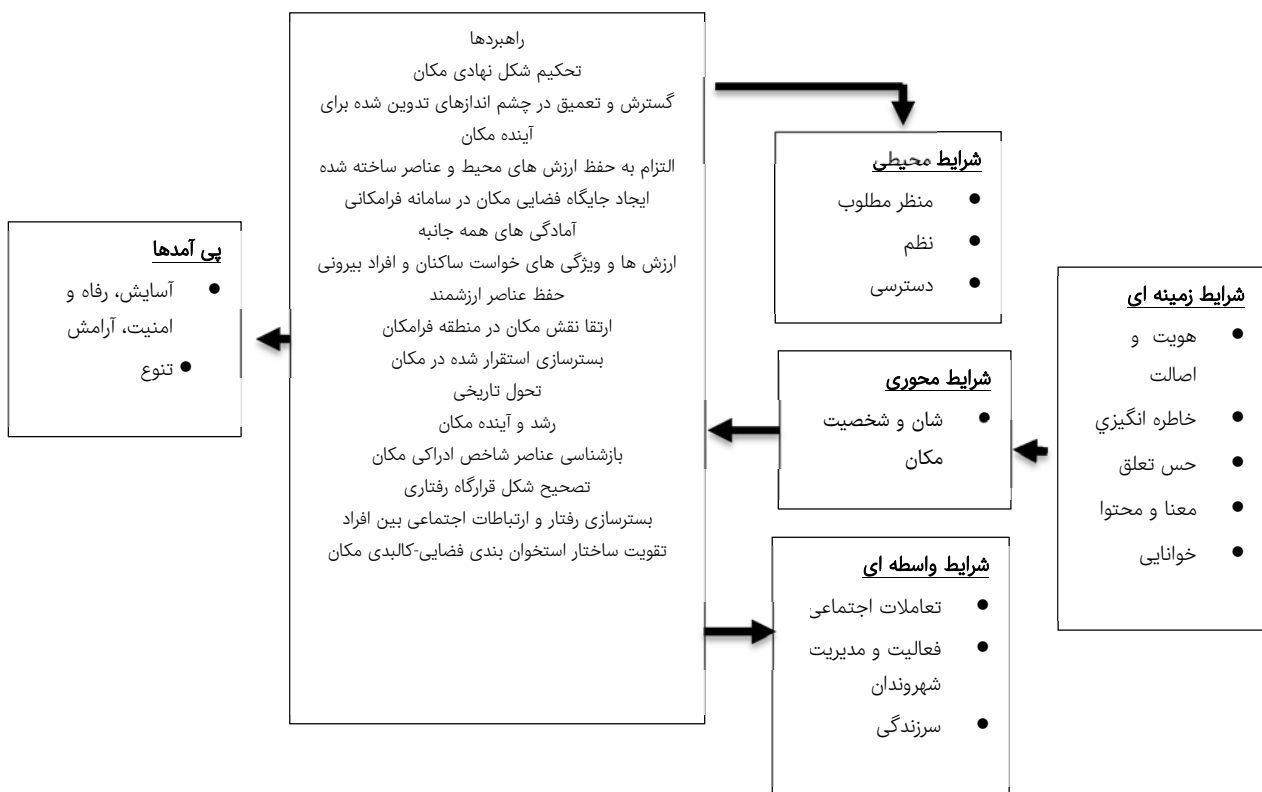 شرایط زمینه ای
هویت و
اصالت
خاطره انگیزي
حس تعلق
معنا و محتوا
خوانایی
شرایط محیطی
منظر مطلوب
نظم
دسترسی
شرایط محوری
شان و شخصیت
مکان
شرایط واسطه ای
تعاملات اجتماعی
فعالیت و مدیریت
شهروندان
سرزندگی
راهبردها
تحکیم شکل نهادی مکان
گسترش و تعمیق در چشم اندازهای تدوین شده برای
آینده مکان
التزام به حفظ ارزش های محیط و عناصر ساخته شده
ایجاد جایگاه فضایی مکان در سامانه فرامکانی
آمادگی های همه جانبه
ارزش ها و ویژگی های خواست ساکنان و افراد بیرونی
حفظ عناصر ارزشمند
ارتقا نقش مکان در منطقه فرامکان
بسترسازی استقرار شده در مکان
تحول تاریخی
رشد و آینده مکان
بازشناسی عناصر شاخص ادراکی مکان
تصحیح شکل قرارگاه رفتاری
بسترسازی رفتار و ارتباطات اجتماعی بین افراد
تقویت ساختار استخوان بندی فضایی-کالبدی مکان
پی آمدها
آسایش، رفاه و
امنیت، آرامش
تنوع